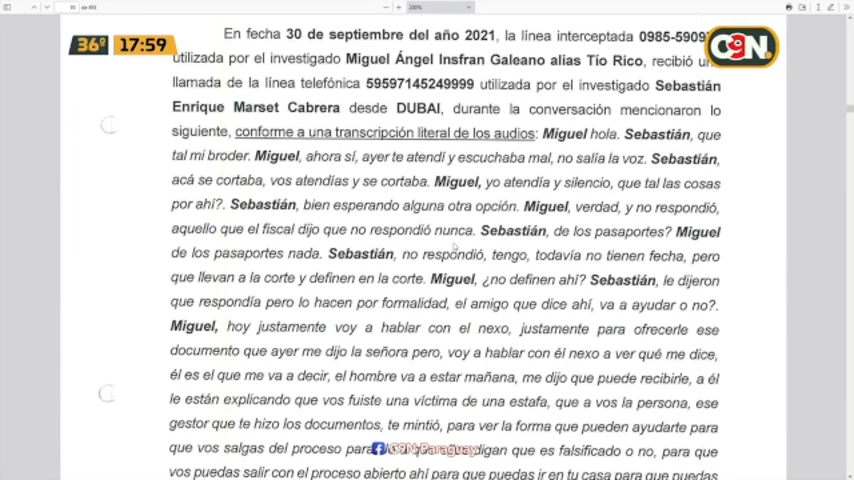 36º 17:59
C9N.
En fecha 30 de septiembre del año 2021, la línea interceptada 0985-5909
utilizada por el investigado Miguel Ángel Insfran Galeano alias Tío Rico, recibió
llamada de la línea telefónica 59597145249999 utilizada por el investigado Sebastián
Enrique Marset Cabrera desde DUBAI, durante la conversación mencionaron lo
siguiente, conforme a una transcripción literal de los audios: Miguel hola. Sebastián, que
tal mi broder. Miguel, ahora sí, ayer te atendí y escuchaba mal, no salía la voz. Sebastián,
acá se cortaba, vos atendías y se cortaba. Miguel, yo atendía y silencio, que tal las cosas
por ahí?. Sebastián, bien esperando alguna otra opción. Miguel, verdad, y no respondió,
aquello que el fiscal dijo que no respondió nunca. Sebastián, de los pasaportes? Miguel
de los pasaportes nada. Sebastián, no respondió, tengo, todavía no tienen fecha, pero
que llevan a la corte y definen en la corte. Miguel, ¿no definen ahí? Sebastián, le dijeron
que respondía pero lo hacen por formalidad, el amigo que dice ahí, va a ayudar o no?.
Miguel, hoy justamente voy a hablar con el nexo, justamente para ofrecerle ese
documento que ayer me dijo la señora pero, voy a hablar con él nexo a ver qué me dice,
él es el que me va a decir, el hombre va a estar mañana, me dijo que puede recibirle, a él
le están explicando que vos fuiste una víctima de una estafa, que a vos la persona, ese
gestor que te hizo los documentos, te mintió, para ver la forma que pueden ayudarte para
que vos salgas del proceso para digan que es falsificado o no, para que
C9N Paraguay
vos puedas salir con el proceso abierto ahí para que puedas ir en tu casa para que puedas